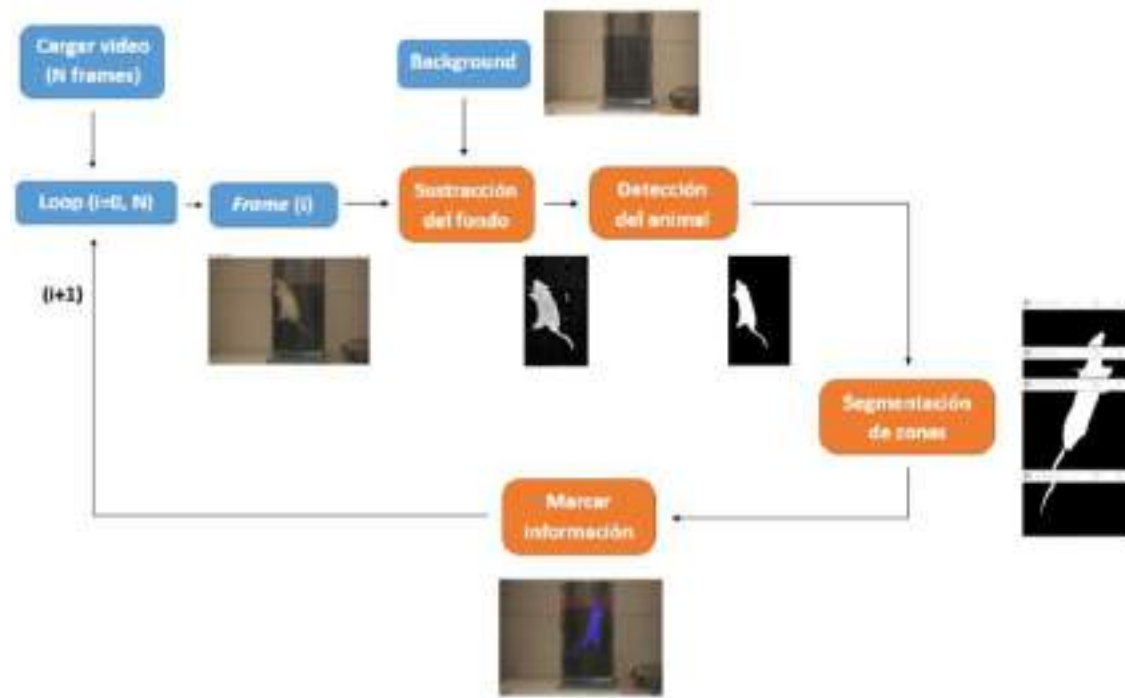 Cargar video
(N frames)
Background
Loop (i=0, N)
Frame (i)
Sustracción
del fondo
Detección
del animal
(i+1)
Segmentación
de zonas
Marcar
información